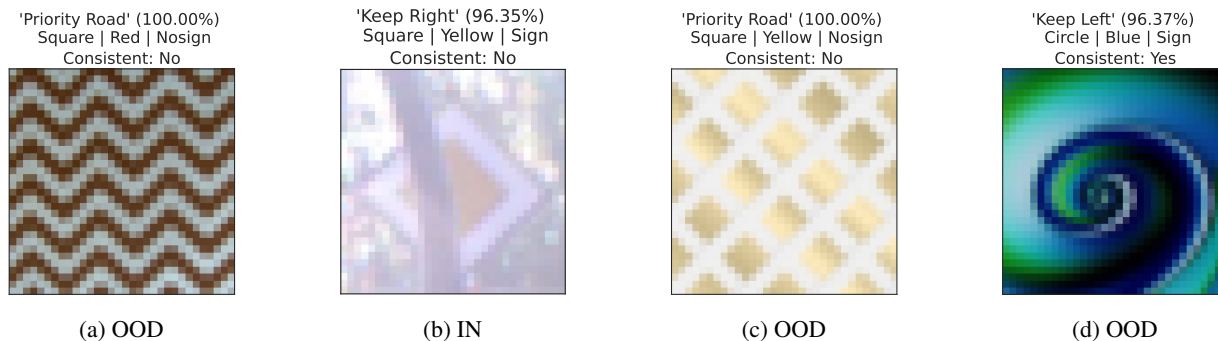 'Priority Road' (100.00%)
Square | Red | Nosign
Consistent: No
(a) OOD
'Keep Right' (96.35%)
Square | Yellow | Sign
Consistent: No
(b) IN
'Priority Road' (100.00%)
Square | Yellow | Nosign
Consistent: No
(c) OOD
'Keep Left' (96.37%)
Circle | Blue | Sign
Consistent: Yes
(d) OOD